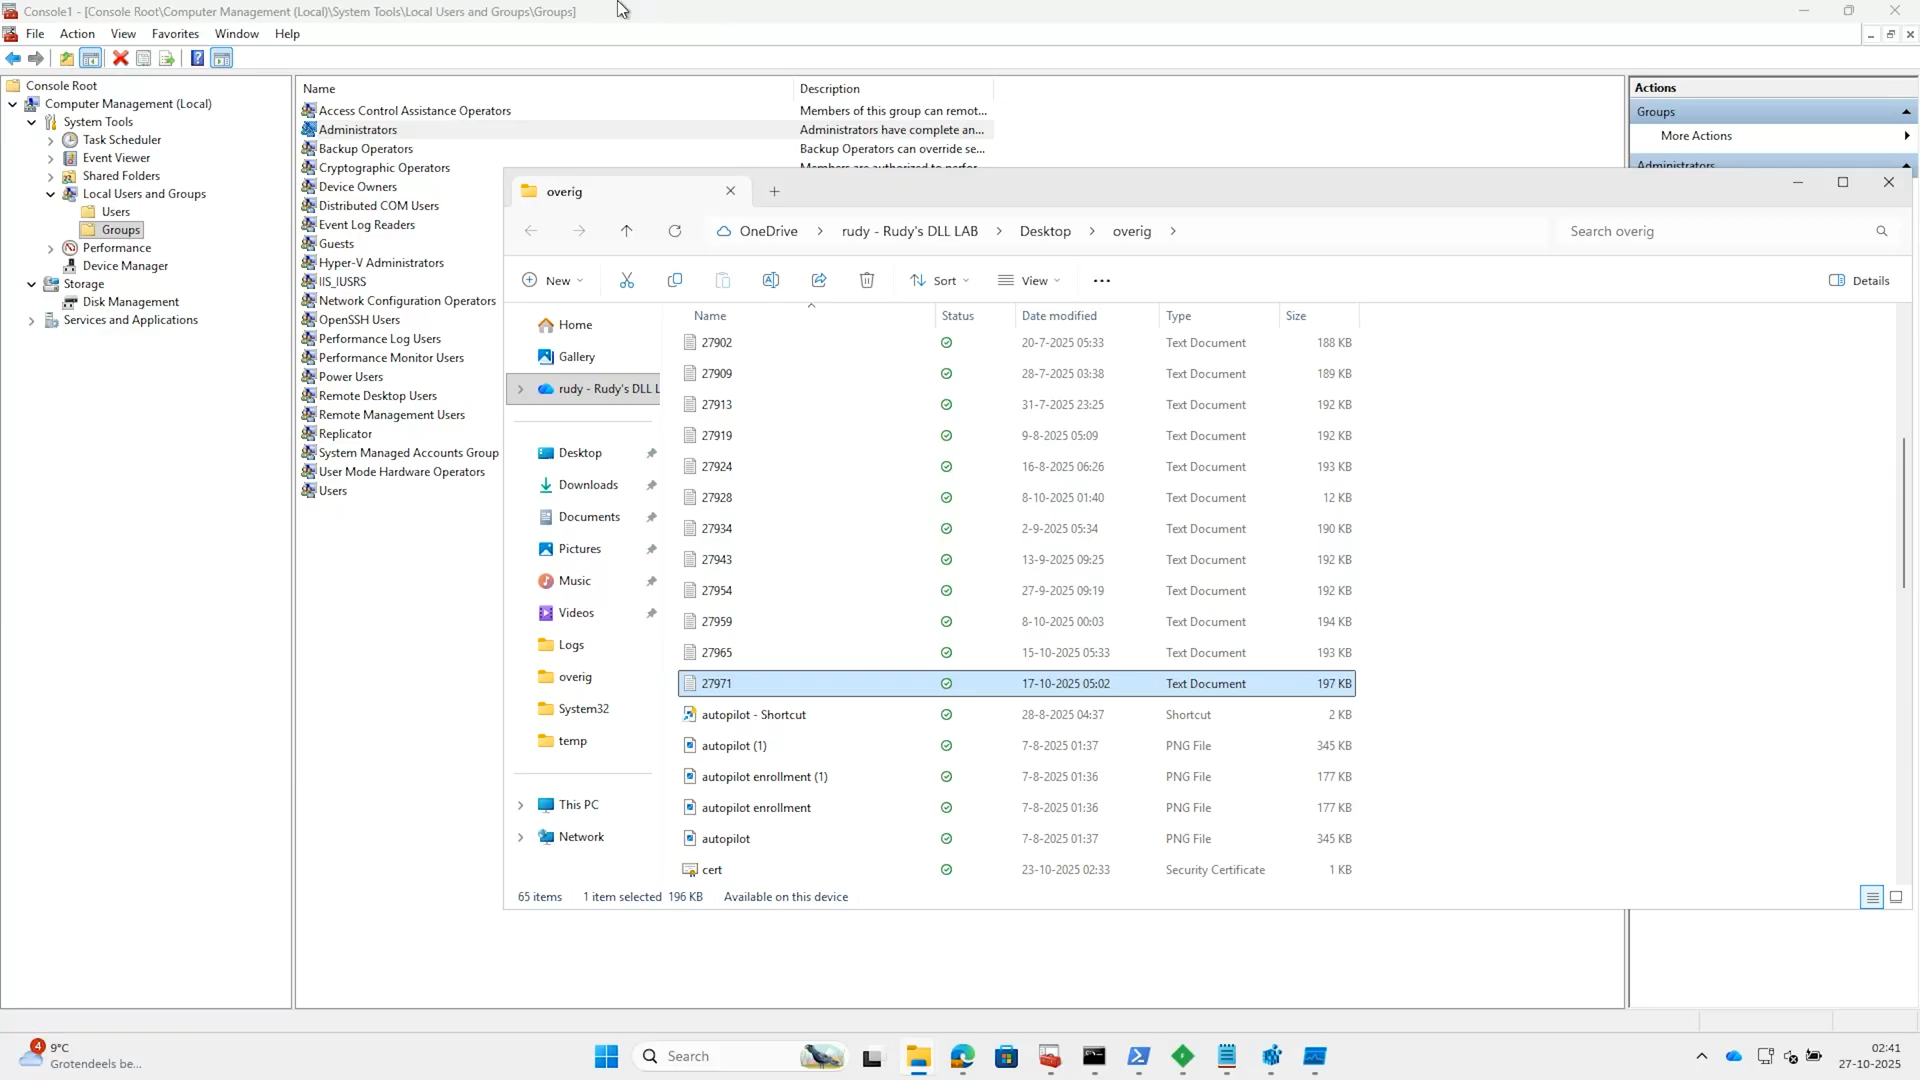 Console1 - [Console Root\Computer Management (Local)\System Tools\Local Users and Groups\Groups]
File Action View Favorites Window Help
Console Root
Computer Management (Local)
System Tools
Task Scheduler
Event Viewer
Shared Folders
Local Users and Groups
Users
Groups
Performance
Device Manager
Storage
Disk Management
Services and Applications
Name Description
Access Control Assistance Operators Members of this group can remot...
Administrators Administrators have complete an...
Backup Operators Backup Operators can override se...
Cryptographic Operators Members are authorized to perfor...
Device Owners
Distributed COM Users
Event Log Readers
Guests
Hyper-V Administrators
IIS_IUSRS
Network Configuration Operators
OpenSSH Users
Performance Log Users
Performance Monitor Users
Power Users
Remote Desktop Users
Remote Management Users
Replicator
System Managed Accounts Group
User Mode Hardware Operators
Users
Actions
Groups
More Actions
Administrators
overig
OneDrive rudy - Rudy's DLL LAB Desktop overig
Search overig
New Sort View Details
Home
Gallery
rudy - Rudy's DLL L
Desktop
Downloads
Documents
Pictures
Music
Videos
Logs
overig
System32
temp
This PC
Network
Name Status Date modified Type Size
27902 20-7-2025 05:33 Text Document 188 KB
27909 28-7-2025 03:38 Text Document 189 KB
27913 31-7-2025 23:25 Text Document 192 KB
27919 9-8-2025 05:09 Text Document 192 KB
27924 16-8-2025 06:26 Text Document 193 KB
27928 8-10-2025 01:40 Text Document 12 KB
27934 2-9-2025 05:34 Text Document 190 KB
27943 13-9-2025 09:25 Text Document 192 KB
27954 27-9-2025 09:19 Text Document 192 KB
27959 8-10-2025 00:03 Text Document 194 KB
27965 15-10-2025 05:33 Text Document 193 KB
27971 17-10-2025 05:02 Text Document 197 KB
autopilot - Shortcut 28-8-2025 04:37 Shortcut 2 KB
autopilot (1) 7-8-2025 01:37 PNG File 345 KB
autopilot enrollment (1) 7-8-2025 01:36 PNG File 177 KB
autopilot enrollment 7-8-2025 01:36 PNG File 177 KB
autopilot 7-8-2025 01:37 PNG File 345 KB
cert 23-10-2025 02:33 Security Certificate 1 KB
65 items 1 item selected 196 KB Available on this device
4
9°C
Grotendeels be...
Search
02:41
27-10-2025